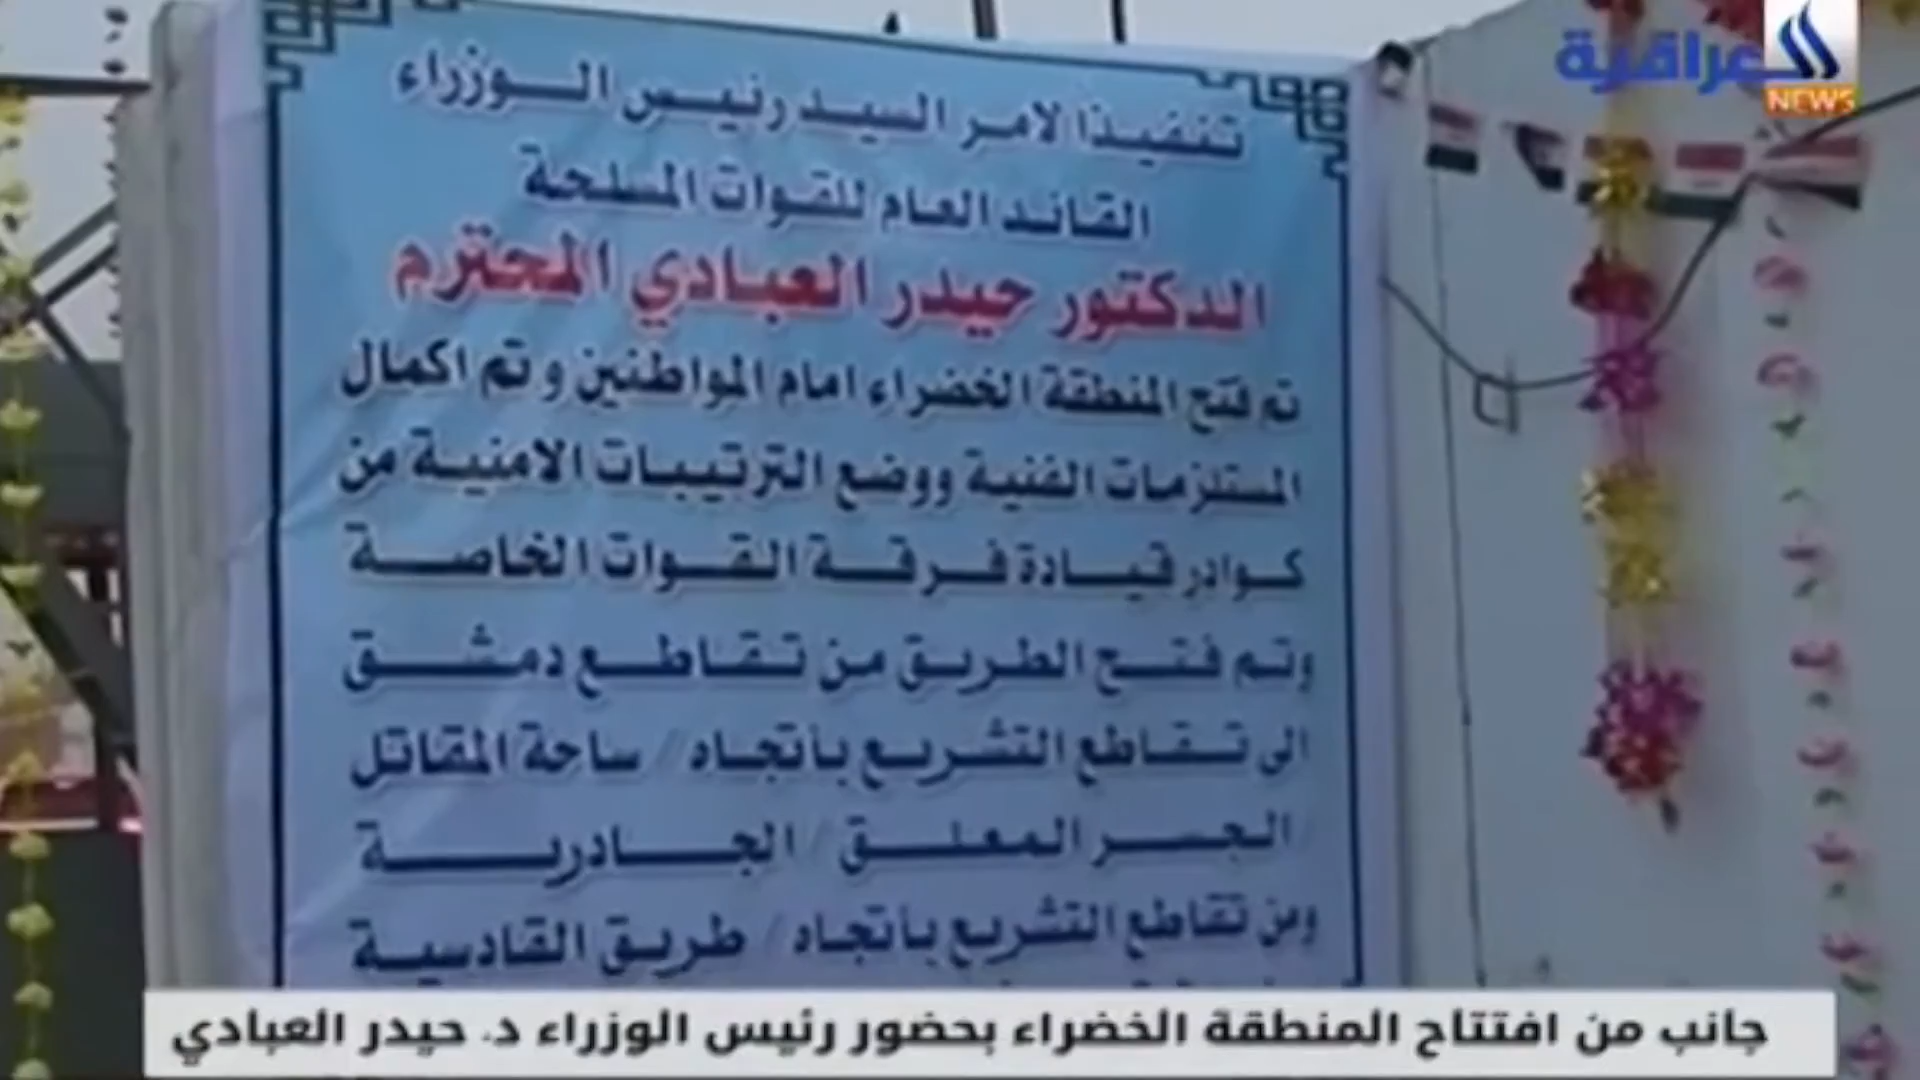 العراقية
NEWS
تنفيذا لامر السيد رئيس الوزراء
القائد العام للقوات المسلحة
الدكتور حيدر العبادي المحترم
تم فتح المنطقة الخضراء امام المواطنين و تم اكمال
المستلزمات الفنية ووضع الترتيبات الامنية من
كوادر قيادة فرقة القوات الخاصة
وتم فتح الطريق من تقاطع دمشق
الى تقاطع التشريع بأتجاه / ساحة المقاتل
/ الجسر المعلق / الجادرية
ومن تقاطع التشريع بأتجاه / طريق القادسية
جانب من افتتاح المنطقة الخضراء بحضور رئيس الوزراء د. حيدر العبادي